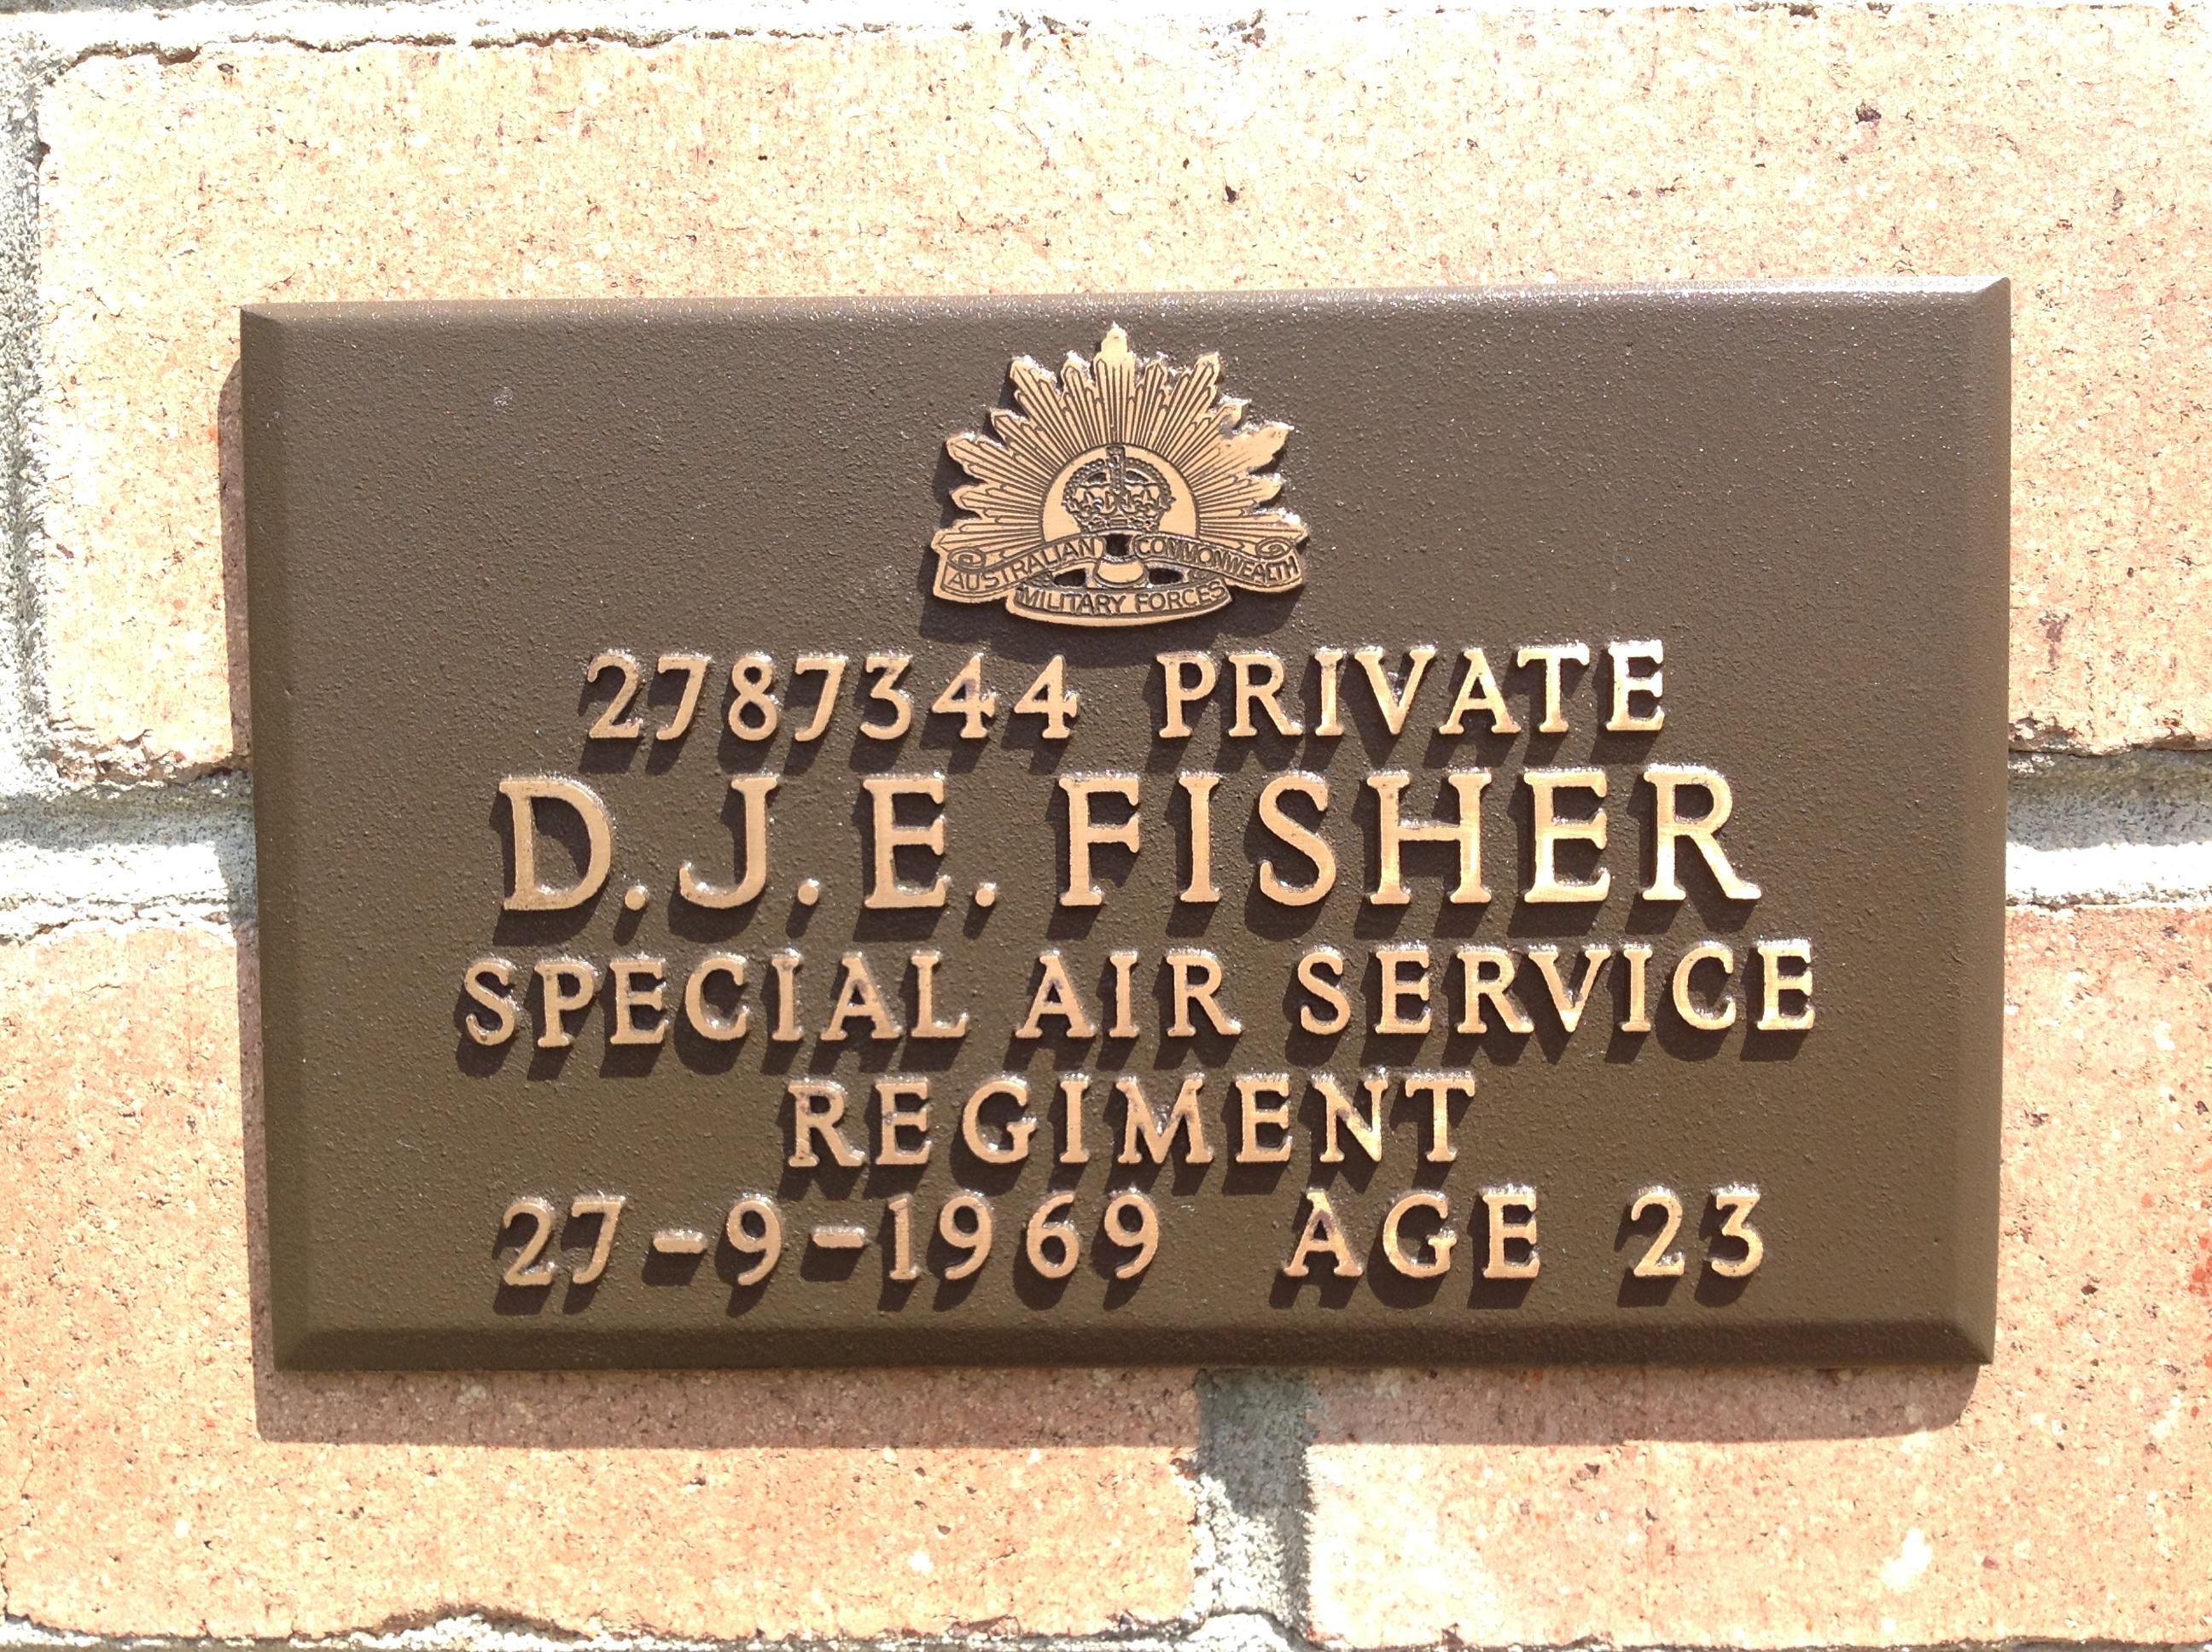 AUSTRALIAN COMMONWEALTH
MILITARY FORCES
2787344 PRIVATE
D.J.E. FISHER
SPECIAL AIR SERVICE
REGIMENT
27-9-1969 AGE 23